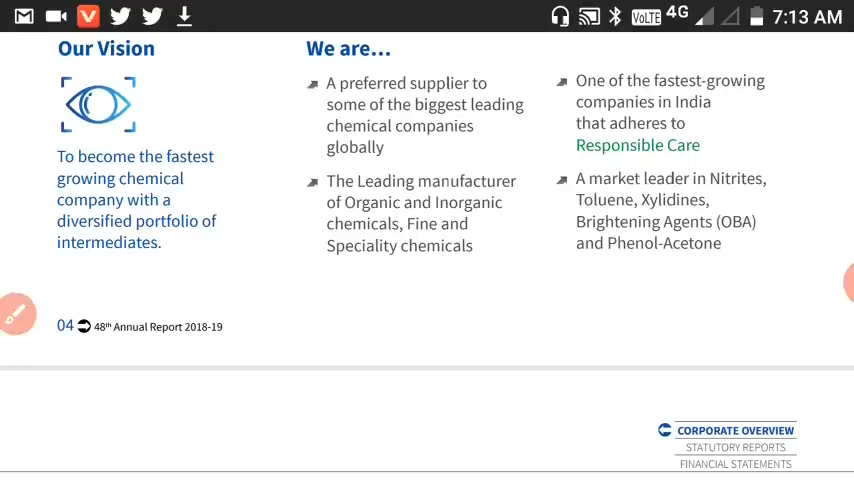 VoLTE 4G 7:13 AM
Our Vision
To become the fastest
growing chemical
company with a
diversified portfolio of
intermediates.
We are...
A preferred supplier to
some of the biggest leading
chemical companies
globally
The Leading manufacturer
of Organic and Inorganic
chemicals, Fine and
Speciality chemicals
One of the fastest-growing
companies in India
that adheres to
Responsible Care
A market leader in Nitrites,
Toluene, Xylidines,
Brightening Agents (OBA)
and Phenol-Acetone
04 48th Annual Report 2018-19
CORPORATE OVERVIEW
STATUTORY REPORTS
FINANCIAL STATEMENTS